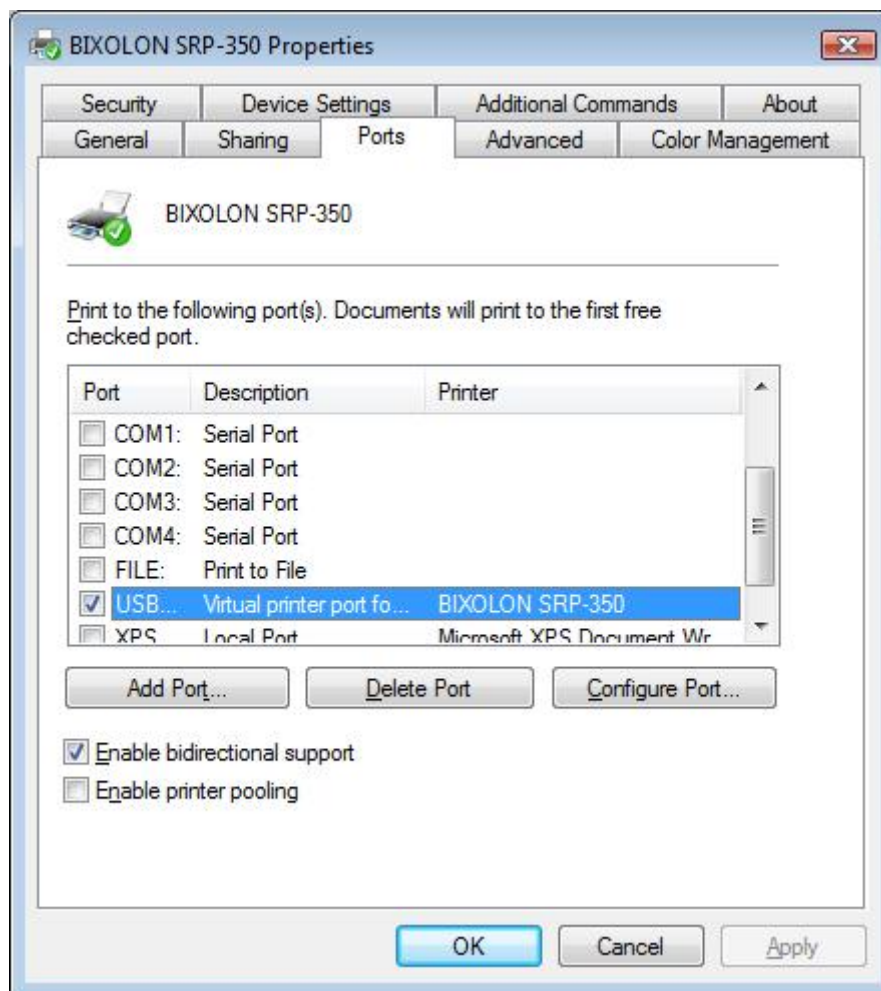 BIXOLON SRP-350 Properties
Security Device Settings Additional Commands About
General Sharing Ports Advanced Color Management
BIXOLON SRP-350
Print to the following port(s). Documents will print to the first free
checked port.
Port Description Printer
COM1: Serial Port
COM2: Serial Port
COM3: Serial Port
COM4: Serial Port
FILE: Print to File
USB... Virtual printer port fo... BIXOLON SRP-350
XPS Local Port Microsoft XPS Document Wr
Add Port... Delete Port Configure Port...
Enable bidirectional support
Enable printer pooling
OK Cancel Apply